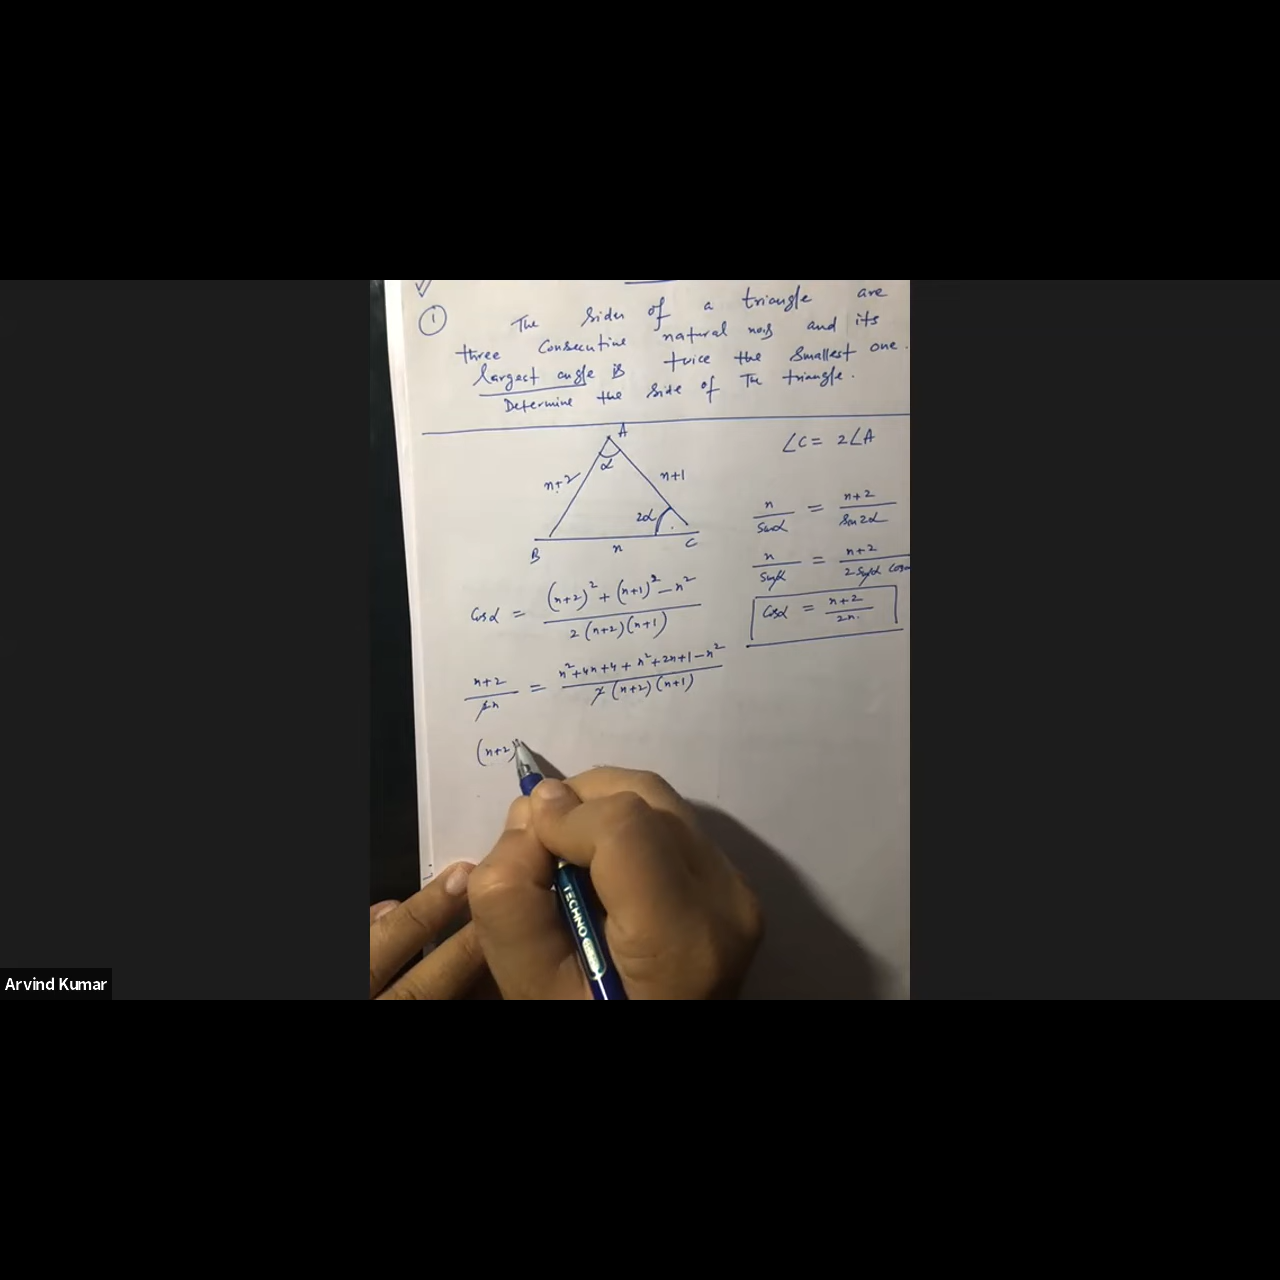 1
The sides of a triangle are
three consecutive natural nos and its
largest angle is twice the smallest one.
Determine the side of The triangle.
A
α
n+2
n+1
2α
B
n
C
∠C = 2∠A
n/sinα = n+2/sin2α
n/sinα = n+2/2 sinα cosα
cosα = n+2/2n
cosα = (n+2)²+(n+1)²-n²/2(n+2)(n+1)
n+2/2n = n²+4n+4+n²+2n+1-n²/2(n+2)(n+1)
(n+2)
TECHNO
Arvind Kumar